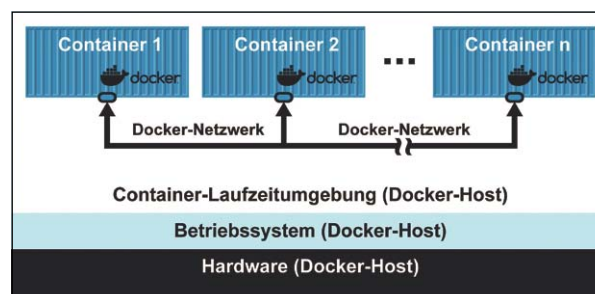 Container 1
docker
Container 2
docker
...
Container n
docker
Docker-Netzwerk
Docker-Netzwerk
Container-Laufzeitumgebung (Docker-Host)
Betriebssystem (Docker-Host)
Hardware (Docker-Host)